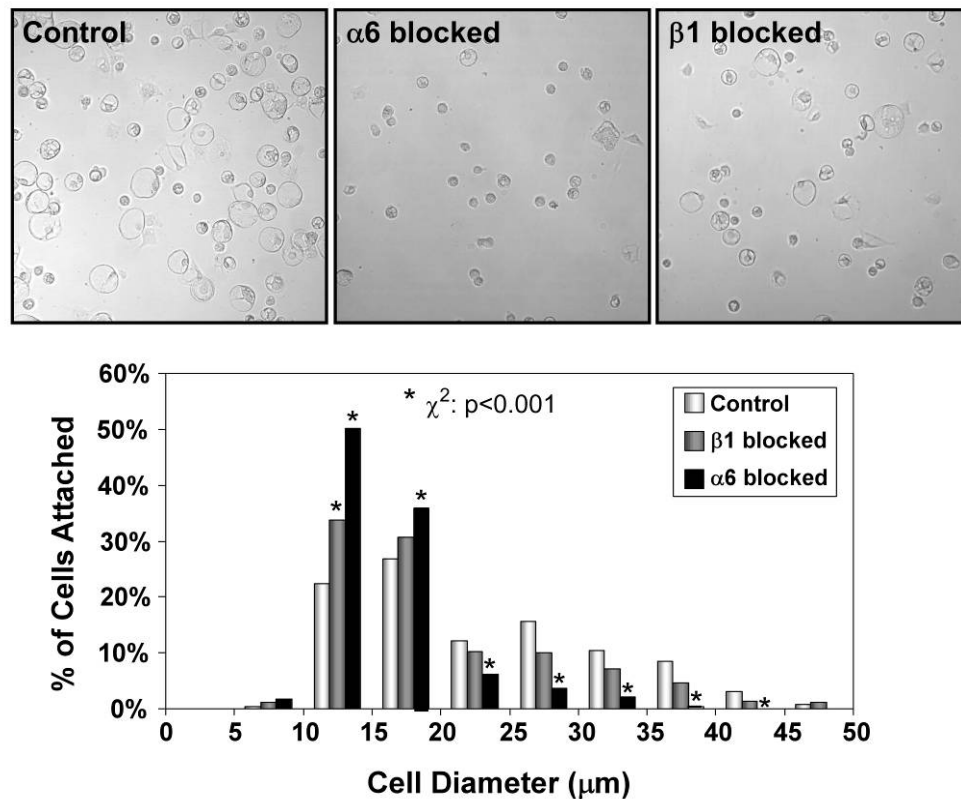 Control
α6 blocked
β1 blocked
60%
50%
40%
30%
20%
10%
0%
% of Cells Attached
* χ²: p<0.001
*
*
*
*
*
*
*
*
Control
β1 blocked
α6 blocked
0 5 10 15 20 25 30 35 40 45 50
Cell Diameter (μm)